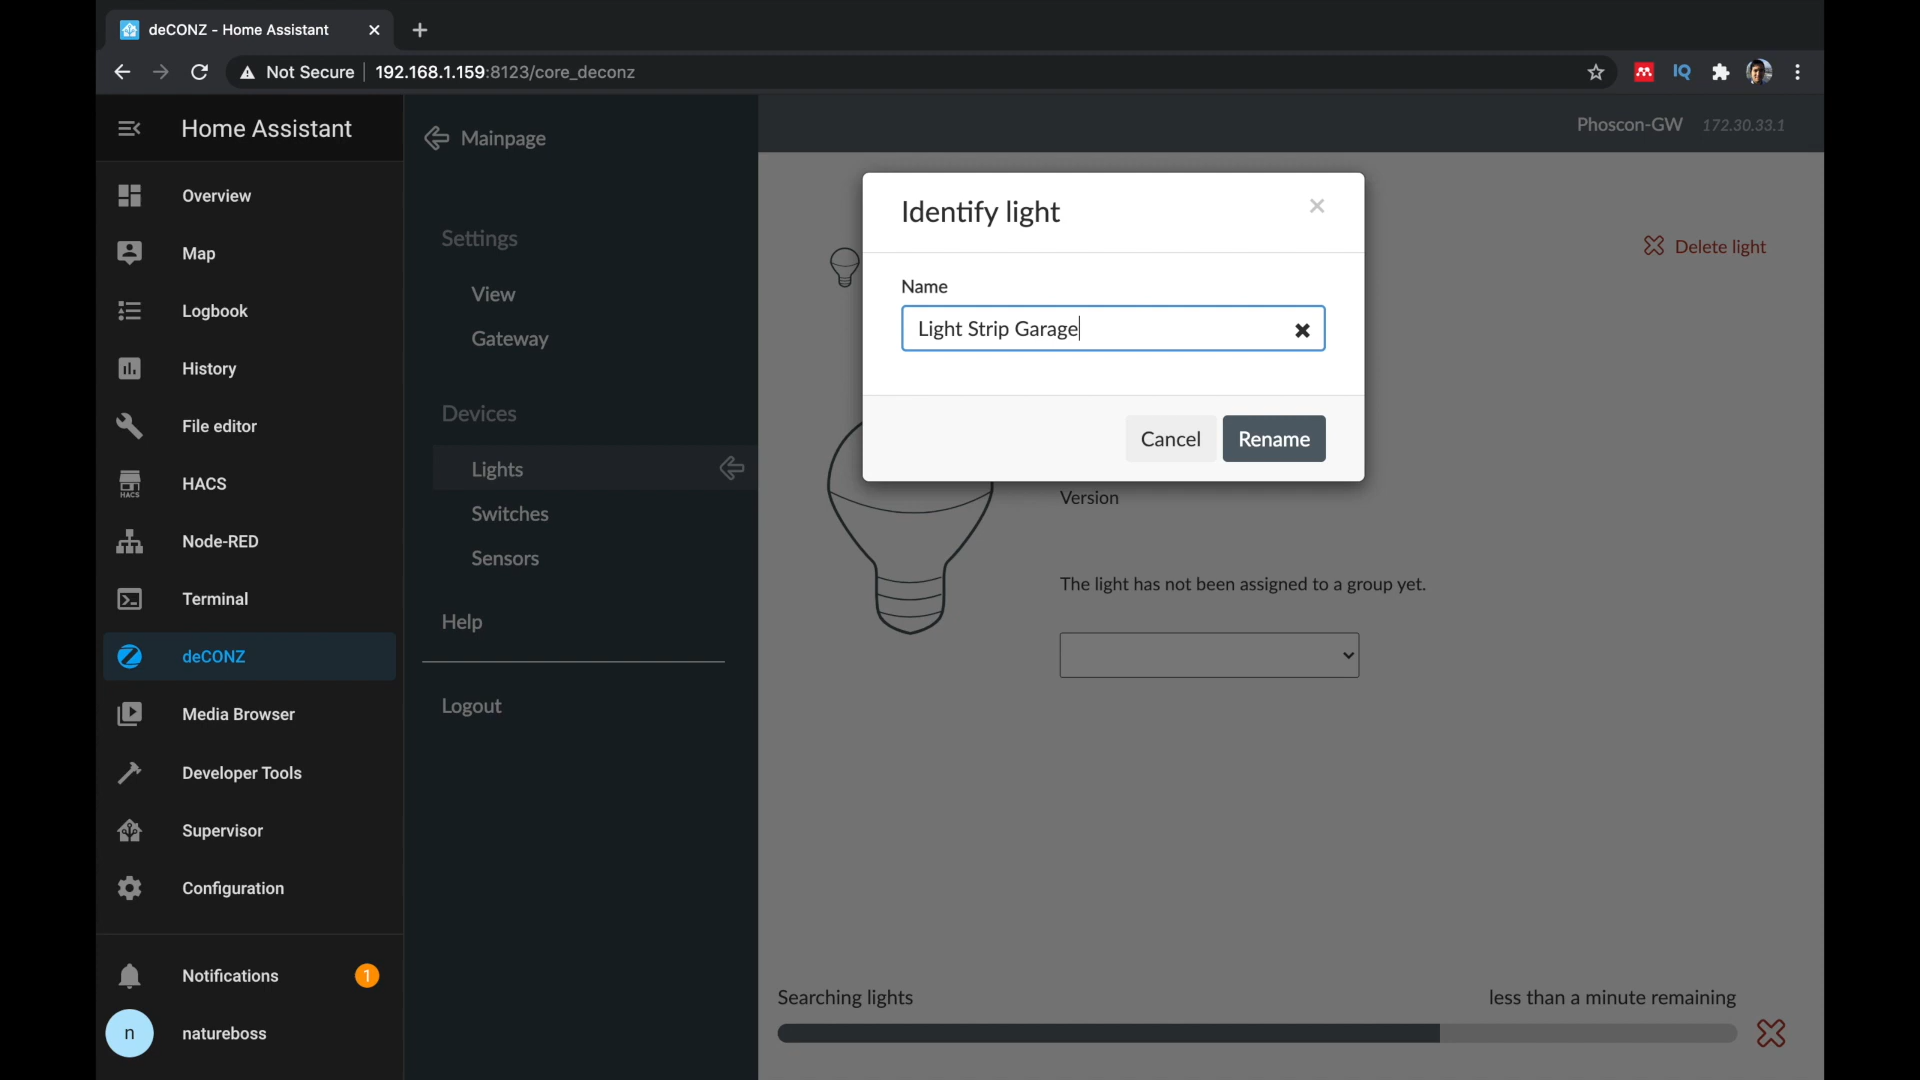 deCONZ - Home Assistant
Not Secure
192.168.1.159:8123/core_deconz
IQ
Home Assistant
Overview
Map
Logbook
History
File editor
HACS
HACS
Node-RED
Terminal
deCONZ
Media Browser
Developer Tools
Supervisor
Configuration
Notifications
1
n
natureboss
Mainpage
Settings
View
Gateway
Devices
Lights
Switches
Sensors
Help
Logout
Phoscon-GW 172.30.33.1
Delete light
Identify light
Name
Light Strip Garage
Cancel
Rename
Version
The light has not been assigned to a group yet.
Searching lights
less than a minute remaining